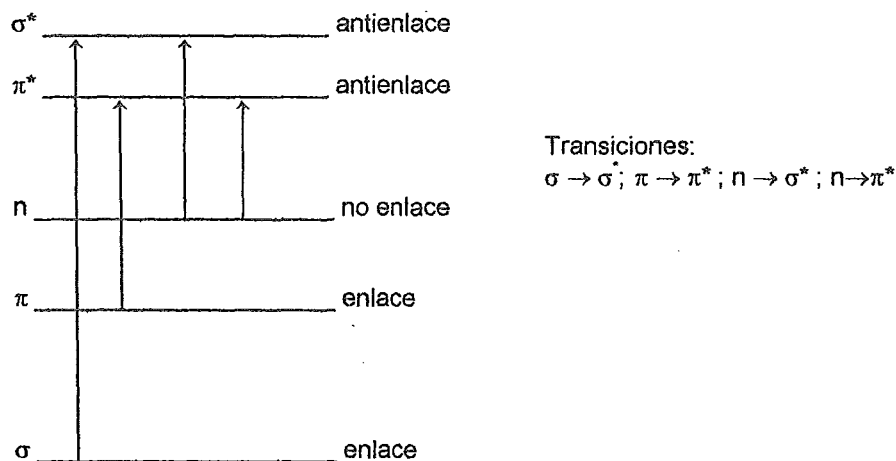 σ* antienlace
π* antienlace
n no enlace
π enlace
σ enlace
Transiciones:
σ → σ*; π → π* ; n → σ* ; n→π*